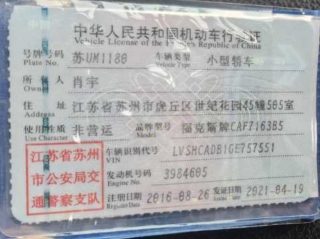 中华人民共和国机动车行驶证
Vehicle License of the People's Republic of China
号牌号码 苏UM1180 车辆类型 小型轿车
Plate No. Vehicle Type
所有人 肖宇
Owner
住址 江苏省苏州市虎丘区世纪花园45幢505室
Address
使用性质 非营运 品牌型号 福克斯牌CAF7163B5
江苏省苏州 车辆识别代号 LVSHCADB1GE757551
VIN
市公安局交 发动机号码 3984605
Engine No.
通警察支队 注册日期 2016-08-26 发证日期 2021-04-19
Register Date Issue Date